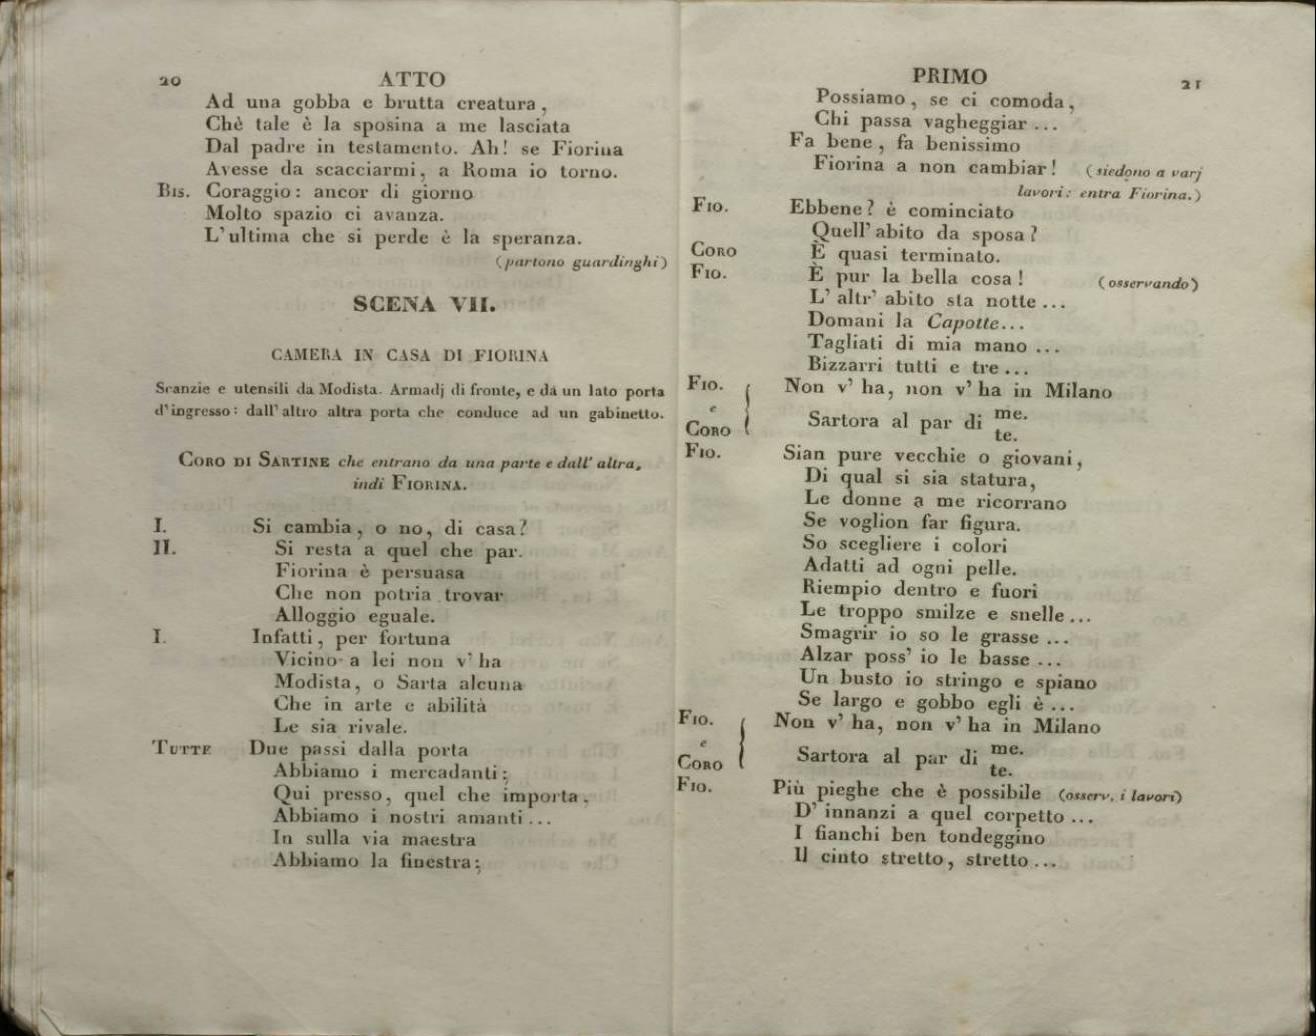 20 ATTO
Ad una gobba e brutta creatura,
Chè tale è la sposina a me lasciata
Dal padre in testamento. Ah! se Fiorina
Avesse da scacciarmi, a Roma io torno.
Bis. Coraggio: ancor di giorno
Molto spazio ci avanza.
L'ultima che si perde è la speranza.
(partono guardinghi)
SCENA VII.
CAMERA IN CASA DI FIORINA
Scanzie e utensili da Modista. Armadj di fronte, e da un lato porta
d'ingresso: dall'altro altra porta che conduce ad un gabinetto.
Coro di Sartine che entrano da una parte e dall' altra,
indi Fiorina.
I. Si cambia, o no, di casa?
II. Si resta a quel che par.
Fiorina è persuasa
Che non potria trovar
Alloggio eguale.
I. Infatti, per fortuna
Vicino a lei non v' ha
Modista, o Sarta alcuna
Che in arte e abilità
Le sia rivale.
Tutte Due passi dalla porta
Abbiamo i mercadanti;
Qui presso, quel che importa,
Abbiamo i nostri amanti...
In sulla via maestra
Abbiamo la finestra;
PRIMO 21
Possiamo, se ci comoda,
Chi passa vagheggiar...
Fa bene, fa benissimo
Fiorina a non cambiar! (siedono a varj
lavori: entra Fiorina.)
Fio. Ebbene? è cominciato
Quell' abito da sposa?
Coro È quasi terminato.
Fio. È pur la bella cosa! (osservando)
L' altr' abito sta notte...
Domani la Capotte...
Tagliati di mia mano...
Bizzarri tutti e tre...
Fio. e Coro Non v' ha, non v' ha in Milano
Sartora al par di me. te.
Fio. Sian pure vecchie o giovani,
Di qual si sia statura,
Le donne a me ricorrano
Se voglion far figura.
So scegliere i colori
Adatti ad ogni pelle.
Riempio dentro e fuori
Le troppo smilze e snelle...
Smagrir io so le grasse...
Alzar poss' io le basse...
Un busto io stringo e spiano
Se largo e gobbo egli è...
Fio. e Coro Non v' ha, non v' ha in Milano
Sartora al par di me. te.
Fio. Più pieghe che è possibile (osserv. i lavori)
D' innanzi a quel corpetto...
I fianchi ben tondeggino
Il cinto stretto, stretto...